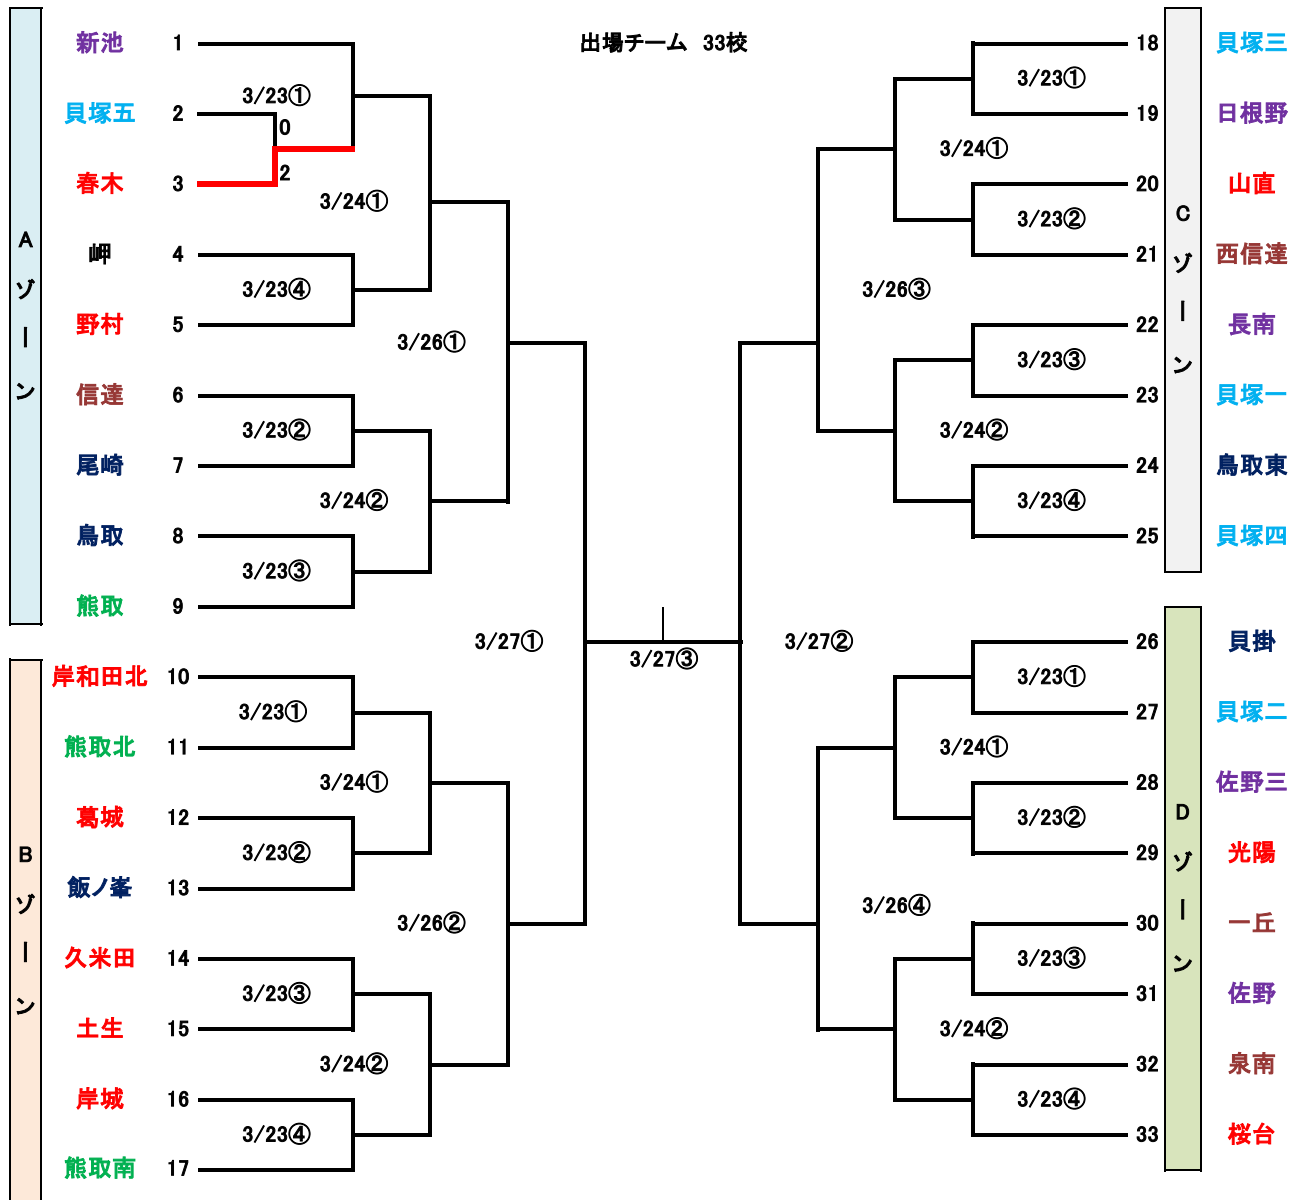 出場チーム 33校
Aゾーン
新池 1
3/23①
貝塚五 2
0
春木 3
2
3/24①
岬 4
3/23④
野村 5
3/26①
信達 6
3/23②
尾崎 7
3/24②
鳥取 8
3/23③
熊取 9
3/27①
Bゾーン
岸和田北 10
3/23①
熊取北 11
3/24①
葛城 12
3/23②
飯ノ峯 13
3/26②
久米田 14
3/23③
土生 15
3/24②
岸城 16
3/23④
熊取南 17
3/27③
Cゾーン
18 貝塚三
3/23①
19 日根野
3/24①
20 山直
3/23②
21 西信達
3/26③
22 長南
3/23③
23 貝塚一
3/24②
24 鳥取東
3/23④
25 貝塚四
3/27②
Dゾーン
26 貝掛
3/23①
27 貝塚二
3/24①
28 佐野三
3/23②
29 光陽
3/26④
30 一丘
3/23③
31 佐野
3/24②
32 泉南
3/23④
33 桜台